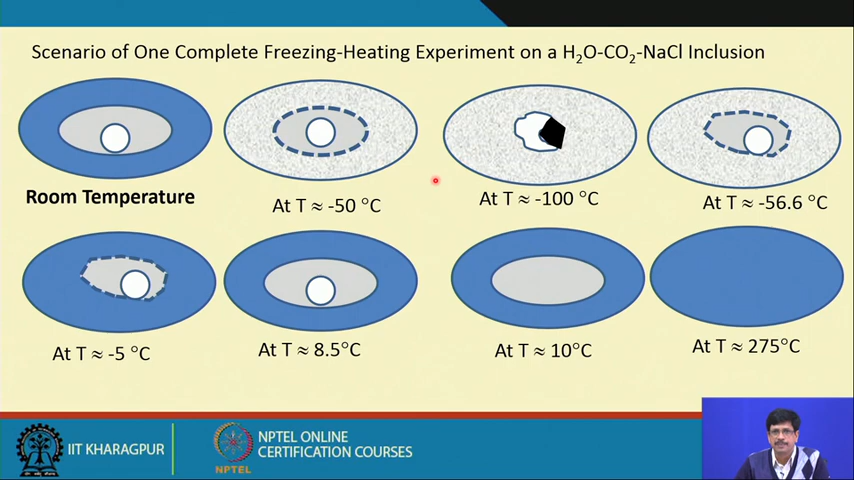 Scenario of One Complete Freezing-Heating Experiment on a H₂O-CO₂-NaCl Inclusion
Room Temperature
At T ≈ -50 °C
At T ≈ -100 °C
At T ≈ -56.6 °C
At T ≈ -5 °C
At T ≈ 8.5°C
At T ≈ 10°C
At T ≈ 275°C
IIT KHARAGPUR
NPTEL
NPTEL ONLINE
CERTIFICATION COURSES